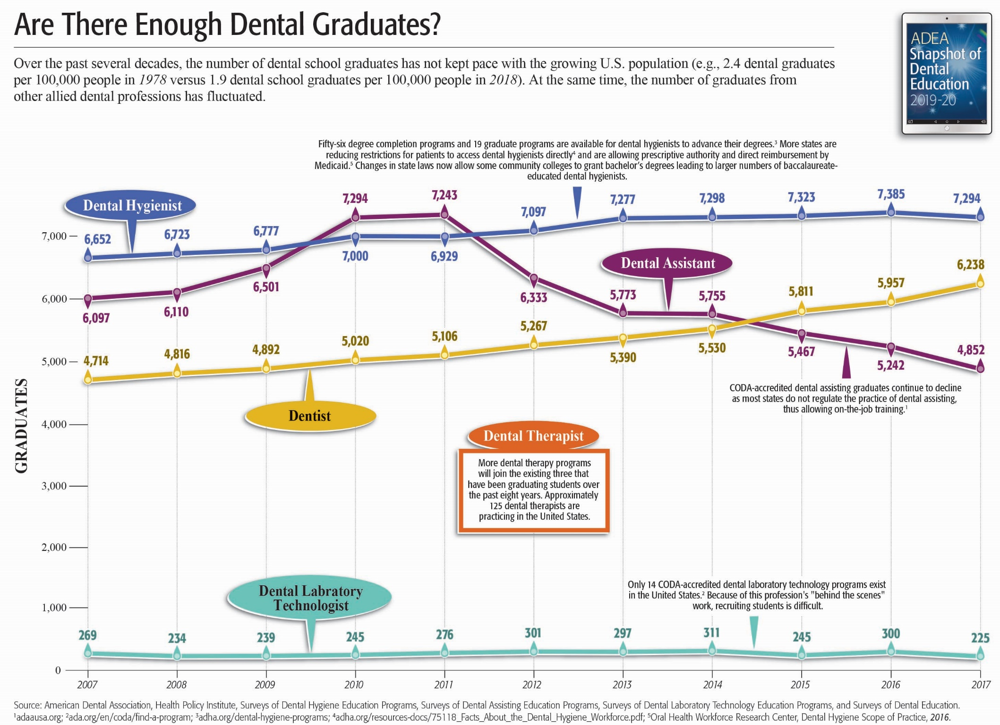 Are There Enough Dental Graduates?
Over the past several decades, the number of dental school graduates has not kept pace with the growing U.S. population (e.g., 2.4 dental graduates
per 100,000 people in 1978 versus 1.9 dental school graduates per 100,000 people in 2018). At the same time, the number of graduates from
other allied dental professions has fluctuated.
ADEA
Snapshot of
Dental
Education
2019-20
Fifty-six degree completion programs and 19 graduate programs are available for dental hygienists to advance their degrees.³ More states are
reducing restrictions for patients to access dental hygienists directly⁴ and are allowing prescriptive authority and direct reimbursement by
Medicaid.⁵ Changes in state laws now allow some community colleges to grant bachelor's degrees leading to larger numbers of baccalaureate-
educated dental hygienists.
Dental Hygienist
6,652 6,723 6,777 7,000 6,929 7,097 7,277 7,298 7,323 7,385 7,294
Dental Assistant
6,097 6,110 6,501 7,294 7,243 6,333 5,773 5,755 5,467 5,242 4,852
CODA-accredited dental assisting graduates continue to decline
as most states do not regulate the practice of dental assisting,
thus allowing on-the-job training.¹
4,714 4,816 4,892 5,020 5,106 5,267 5,390 5,530 5,811 5,957 6,238
Dentist
Dental Therapist
More dental therapy programs
will join the existing three that
have been graduating students over
the past eight years. Approximately
125 dental therapists are
practicing in the United States.
Dental Labratory
Technologist
Only 14 CODA-accredited dental laboratory technology programs exist
in the United States.² Because of this profession's "behind the scenes"
work, recruiting students is difficult.
269 234 239 245 276 301 297 311 245 300 225
GRADUATES
7,000
6,000
5,000
4,000
3,000
2,000
1,000
0
2007 2008 2009 2010 2011 2012 2013 2014 2015 2016 2017
Source: American Dental Association, Health Policy Institute, Surveys of Dental Hygiene Education Programs, Surveys of Dental Assisting Education Programs, Surveys of Dental Laboratory Technology Education Programs, and Surveys of Dental Education.
¹adaausa.org; ²ada.org/en/coda/find-a-program; ³adha.org/dental-hygiene-programs; ⁴adha.org/resources-docs/75118_Facts_About_the_Dental_Hygiene_Workforce.pdf; ⁵Oral Health Workforce Research Center, Dental Hygiene Scope of Practice, 2016.